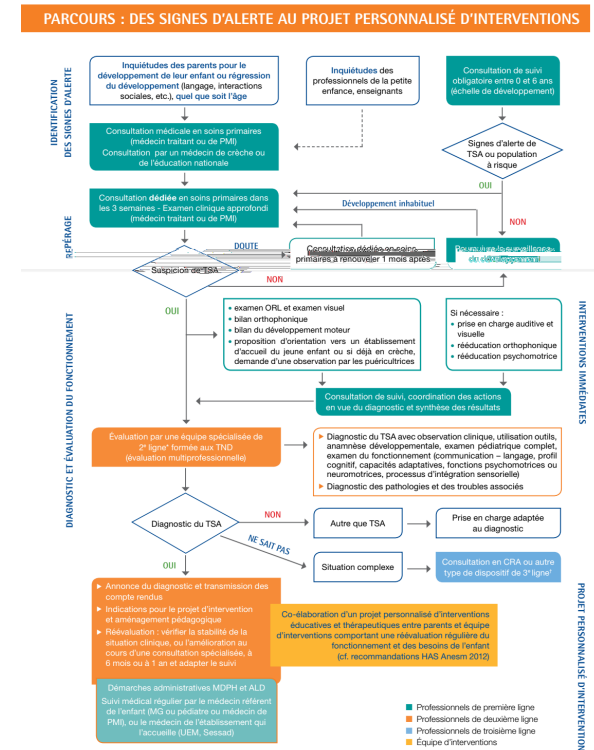 PARCOURS : DES SIGNES D'ALERTE AU PROJET PERSONNALISÉ D'INTERVENTIONS
IDENTIFICATION
DES SIGNES D'ALERTE
Inquiétudes des parents pour le
développement de leur enfant ou régression
du développement (langage, interactions
sociales, etc.), quel que soit l'âge
Inquiétudes des
professionnels de la petite
enfance, enseignants
Consultation de suivi
obligatoire entre 0 et 6 ans
(échelle de développement)
Consultation médicale en soins primaires
(médecin traitant ou de PMI)
Consultation par un médecin de crèche ou
de l'éducation nationale
Signes d'alerte de
TSA ou population
à risque
OUI
NON
REPÉRAGE
Consultation dédiée en soins primaires dans
les 3 semaines - Examen clinique approfondi
(médecin traitant ou de PMI)
Développement inhabituel
DOUTE
Consultation dédiée en soins
primaires à renouveler 1 mois après
Poursuivre la surveillance
du développement
Suspicion de TSA
NON
OUI
DIAGNOSTIC ET ÉVALUATION DU FONCTIONNEMENT
INTERVENTIONS IMMÉDIATES
• examen ORL et examen visuel
• bilan orthophonique
• bilan du développement moteur
• proposition d'orientation vers un établissement
d'accueil du jeune enfant ou si déjà en crèche,
demande d'une observation par les puéricultrices
Si nécessaire :
• prise en charge auditive et
visuelle
• rééducation orthophonique
• rééducation psychomotrice
Consultation de suivi, coordination des actions
en vue du diagnostic et synthèse des résultats
Évaluation par une équipe spécialisée de
2e ligne* formée aux TND
(évaluation multiprofessionnelle)
► Diagnostic du TSA avec observation clinique, utilisation outils,
anamnèse développementale, examen pédiatrique complet,
examen du fonctionnement (communication – langage, profil
cognitif, capacités adaptatives, fonctions psychomotrices ou
neuromotrices, processus d'intégration sensorielle)
► Diagnostic des pathologies et des troubles associés
Diagnostic du TSA
NON
Autre que TSA
Prise en charge adaptée
au diagnostic
NE SAIT PAS
Situation complexe
Consultation en CRA ou autre
type de dispositif de 3e ligne†
OUI
PROJET PERSONNALISÉ D'INTERVENTION
► Annonce du diagnostic et transmission des
compte rendus
► Indications pour le projet d'intervention
et aménagement pédagogique
► Réévaluation : vérifier la stabilité de la
situation clinique, ou l'amélioration au
cours d'une consultation spécialisée, à
6 mois ou à 1 an et adapter le suivi
Co-élaboration d'un projet personnalisé d'interventions
éducatives et thérapeutiques entre parents et équipe
d'interventions comportant une réévaluation régulière du
fonctionnement et des besoins de l'enfant
(cf. recommandations HAS Anesm 2012)
Démarches administratives MDPH et ALD
Suivi médical régulier par le médecin référent
de l'enfant (MG ou pédiatre ou médecin de
PMI), ou le médecin de l'établissement qui
l'accueille (UEM, Sessad)
Professionnels de première ligne
Professionnels de deuxième ligne
Professionnels de troisième ligne
Équipe d'interventions